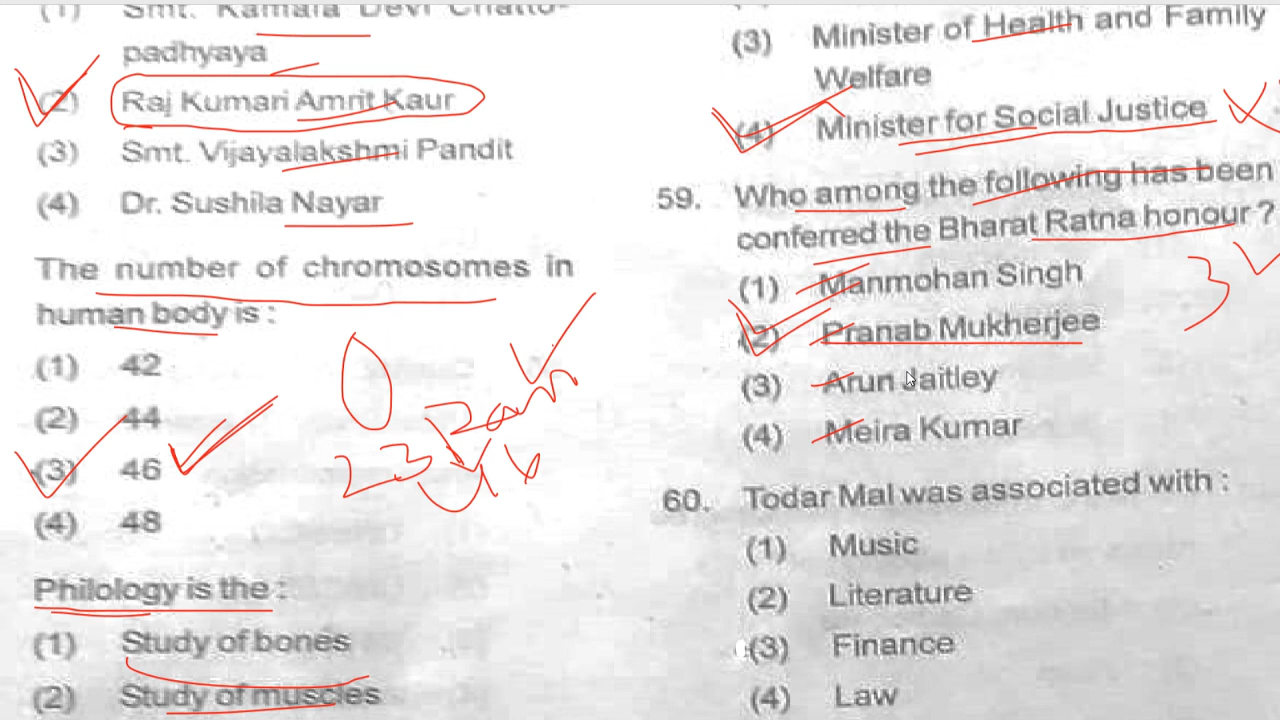 (1) Smt. Kamala Devi Chatto-
padhyaya
(2) Raj Kumari Amrit Kaur
(3) Smt. Vijayalakshmi Pandit
(4) Dr. Sushila Nayar
The number of chromosomes in
human body is :
(1) 42
(2) 44
(3) 46
(4) 48
23
46
Philology is the :
(1) Study of bones
(2) Study of muscles
(3) Minister of Health and Family
Welfare
(4) Minister for Social Justice
59. Who among the following has been
conferred the Bharat Ratna honour ?
(1) Manmohan Singh
(2) Pranab Mukherjee
(3) Arun Jaitley
(4) Meira Kumar
3
60. Todar Mal was associated with :
(1) Music
(2) Literature
(3) Finance
(4) Law